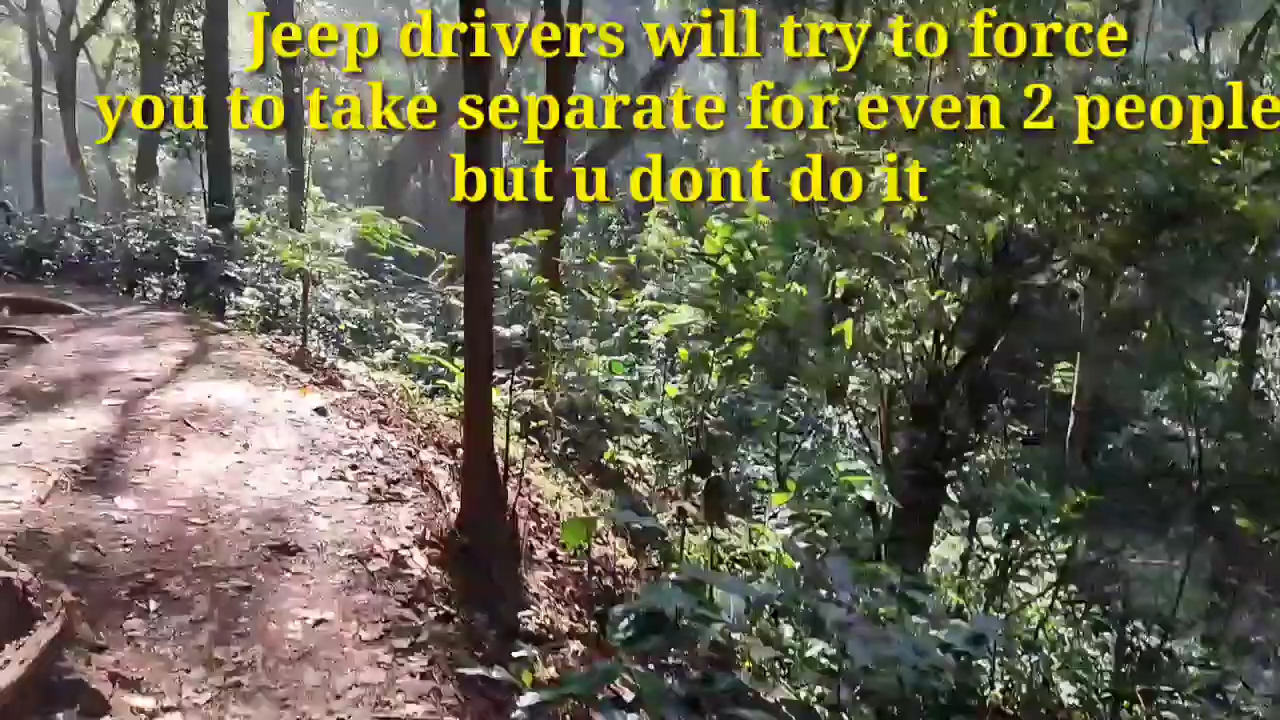 Jeep drivers will try to force
you to take separate for even 2 people
but u dont do it